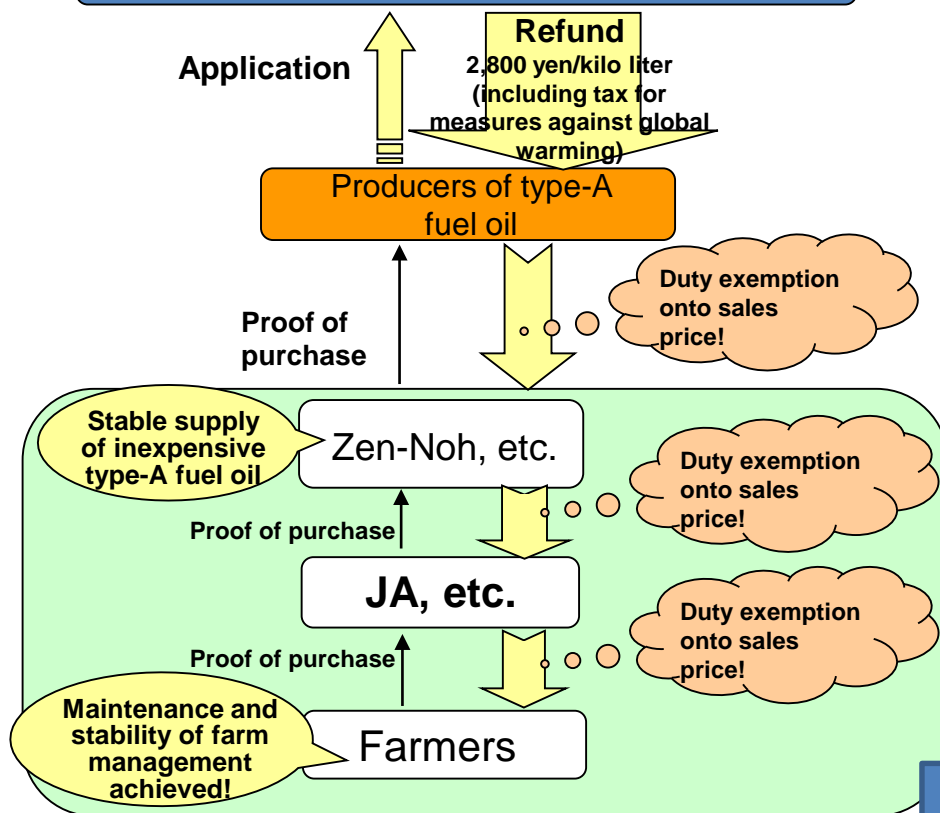 Application
Refund
2,800 yen/kilo liter
(including tax for
measures against global
warming)
Producers of type-A
fuel oil
Duty exemption
onto sales
price!
Proof of
purchase
Stable supply
of inexpensive
type-A fuel oil
Zen-Noh, etc.
Duty exemption
onto sales
price!
Proof of purchase
JA, etc.
Duty exemption
onto sales
price!
Proof of purchase
Maintenance and
stability of farm
management
achieved!
Farmers